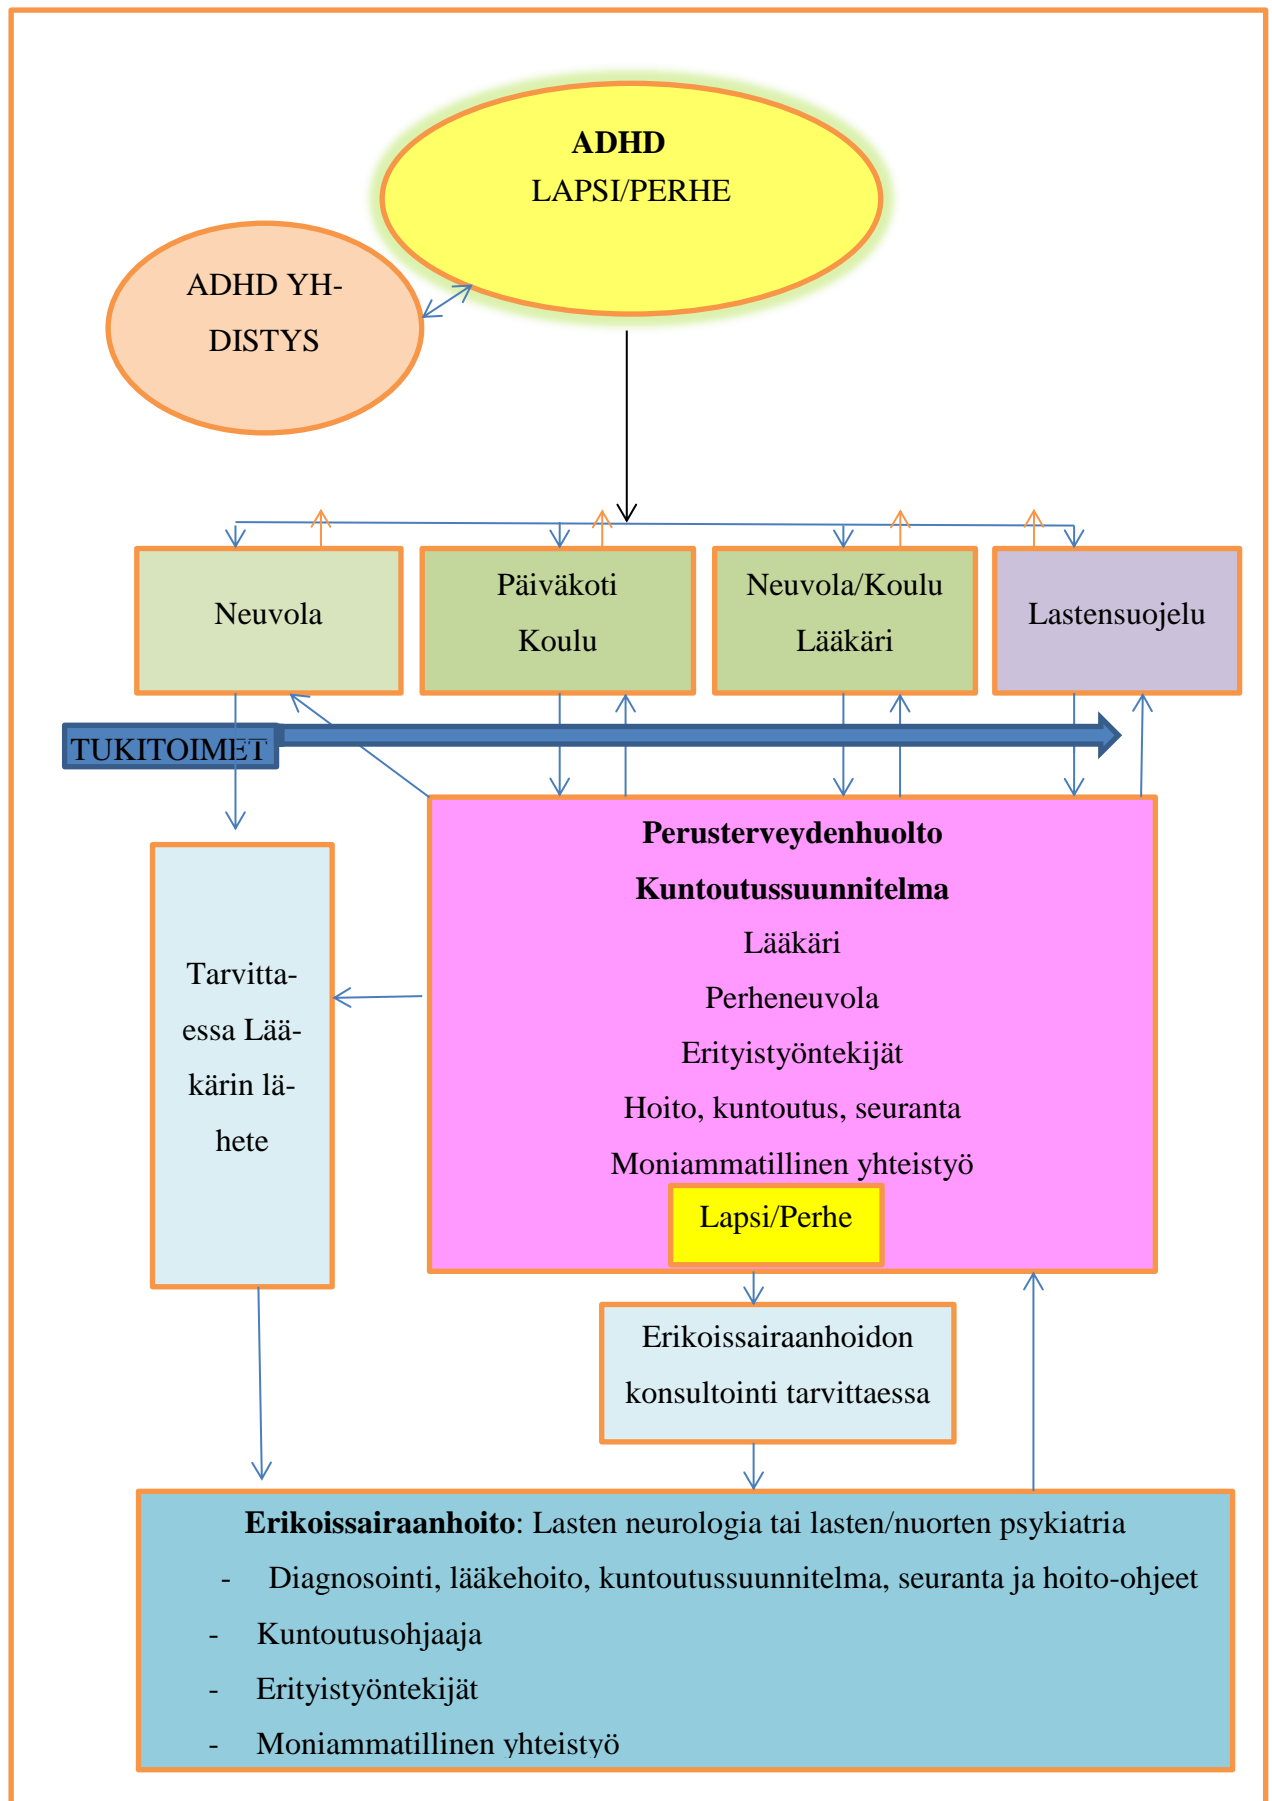 ADHD
LAPSI/PERHE
ADHD YH-
DISTYS
Neuvola
Päiväkoti
Koulu
Neuvola/Koulu
Lääkäri
Lastensuojelu
TUKITOIMET
Perusterveydenhuolto
Kuntoutussuunnitelma
Lääkäri
Perheneuvola
Erityistyöntekijät
Hoito, kuntoutus, seuranta
Moniammatillinen yhteistyö
Lapsi/Perhe
Tarvitta-
essa Lää-
kärin lä-
hete
Erikoissairaanhoidon
konsultointi tarvittaessa
Erikoissairaanhoito: Lasten neurologia tai lasten/nuorten psykiatria
- Diagnosointi, lääkehoito, kuntoutussuunnitelma, seuranta ja hoito-ohjeet
- Kuntoutusohjaaja
- Erityistyöntekijät
- Moniammatillinen yhteistyö